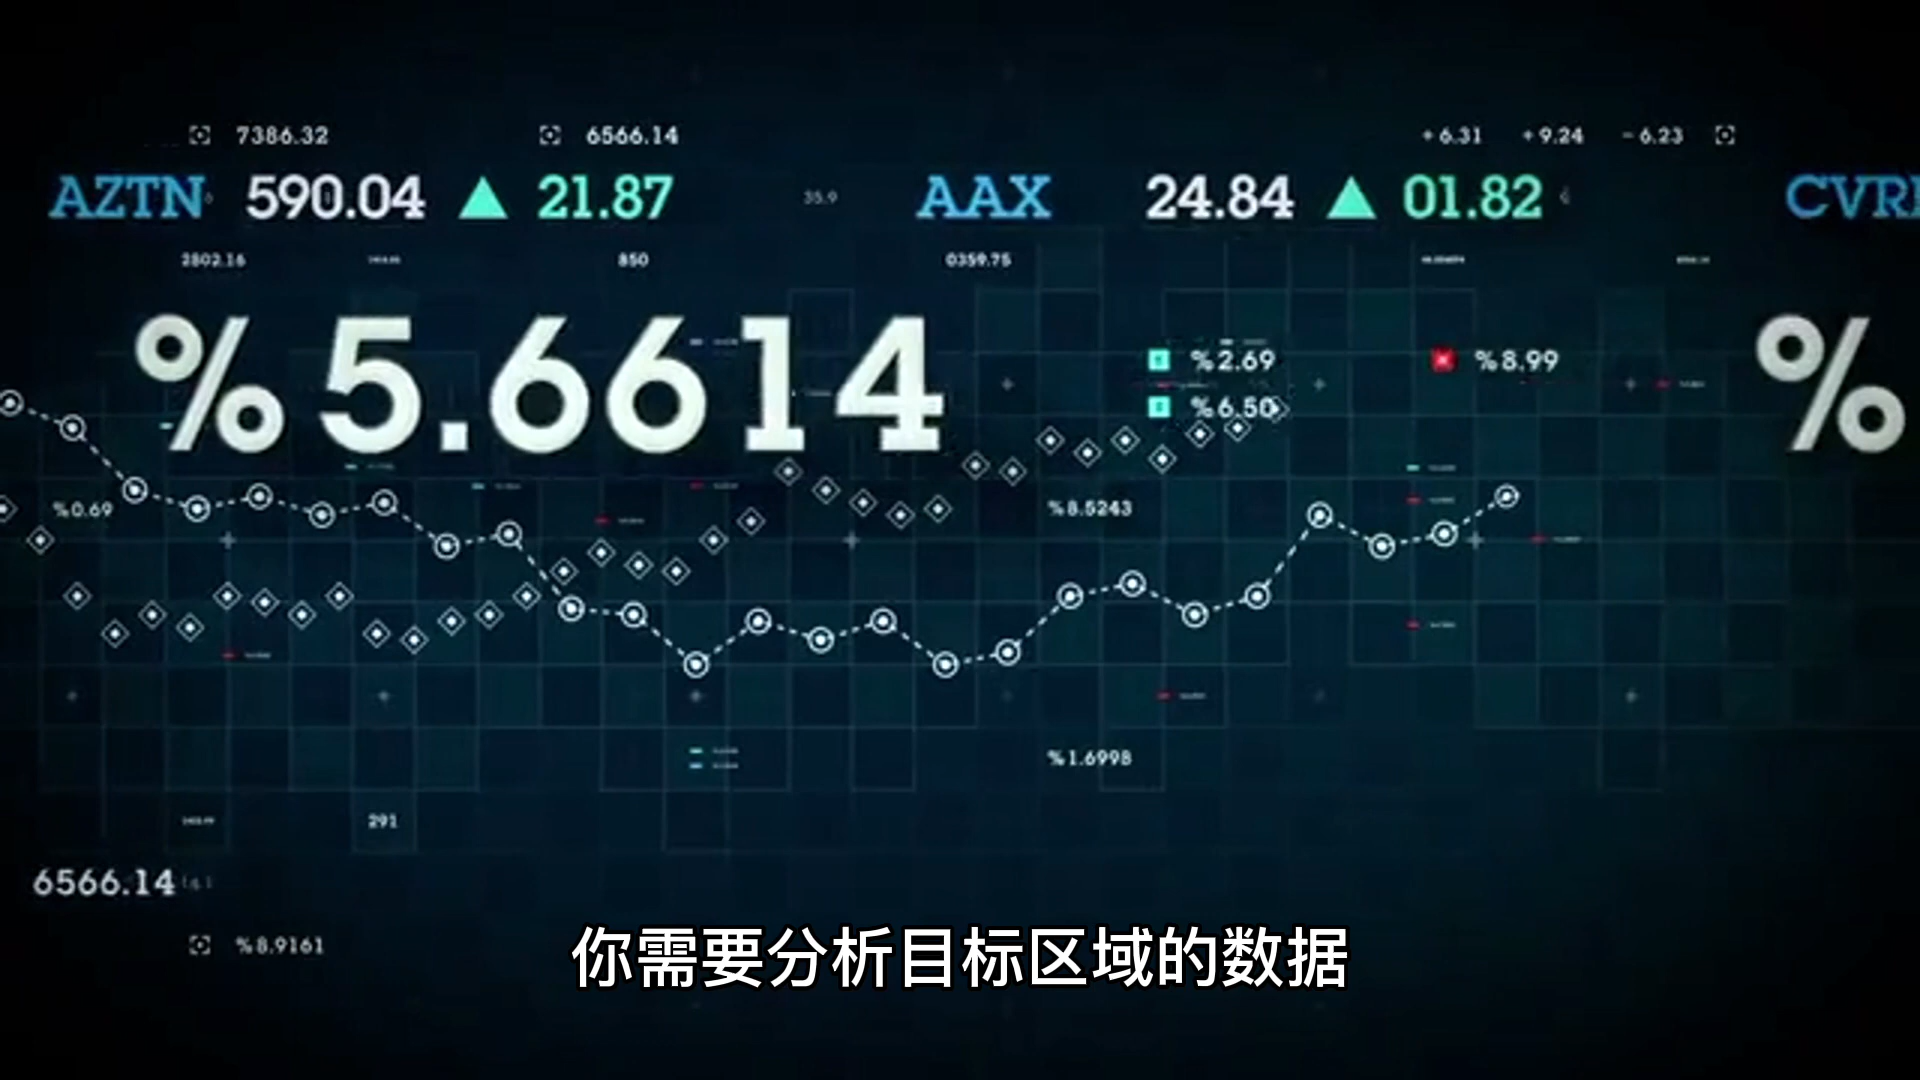 7386.32 6566.14 + 6.31 + 9.24 - 6.23
AZTN 590.04 ▲ 21.87 35.9 AAX 24.84 ▲ 01.82
2802.16 850 0359.75
%5.6614 %
%2.69 %8.99
%6.50
%0.69 %8.5243
%1.6998
291
6566.14
%8.9161
你需要分析目标区域的数据